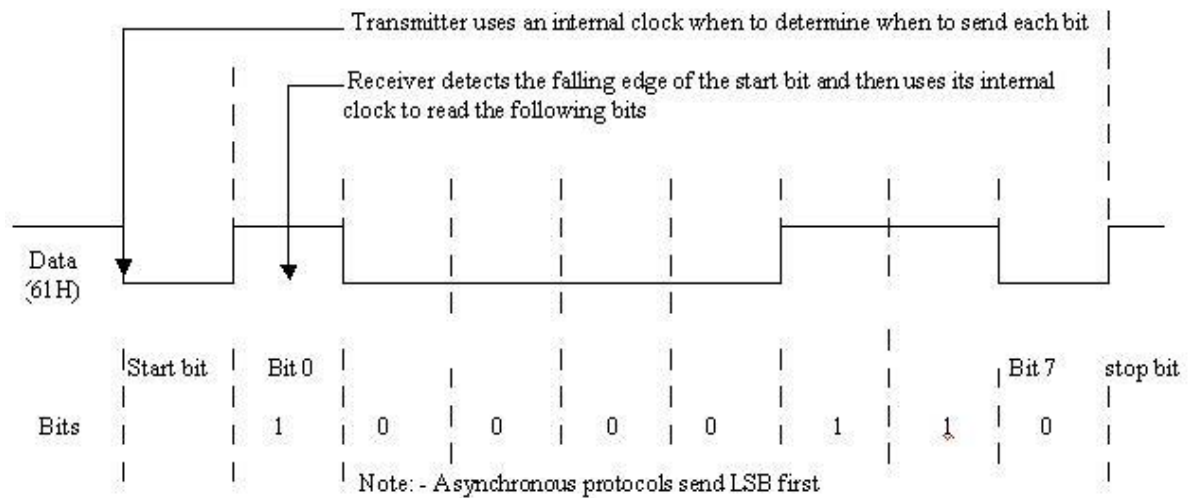 Transmitter uses an internal clock when to determine when to send each bit
Receiver detects the falling edge of the start bit and then uses its internal
clock to read the following bits
Data
(61H)
Start bit Bit 0 Bit 7 stop bit
Bits 1 0 0 0 0 1 1 0
Note: - Asynchronous protocols send LSB first